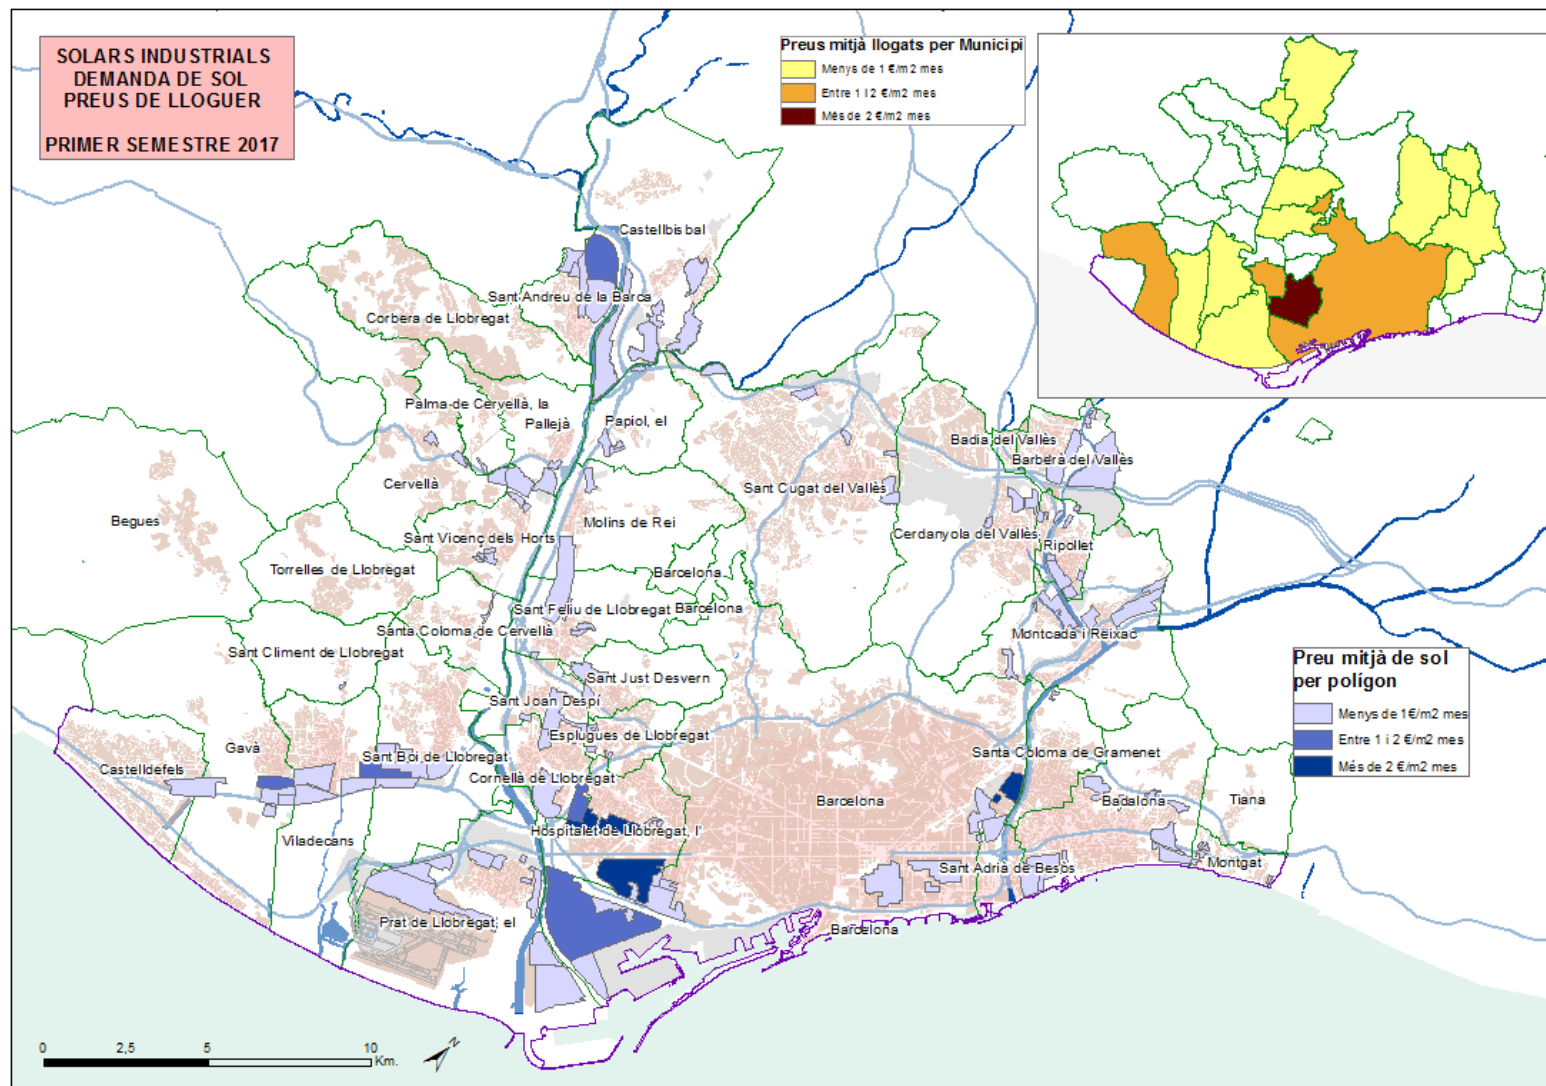 SOLARS INDUSTRIALS
DEMANDA DE SOL
PREUS DE LLOGUER
PRIMER SEMESTRE 2017
Preus mitjà llogats per Municipi
Menys de 1 €/m2 mes
Entre 1 i 2 €/m2 mes
Més de 2 €/m2 mes
Castellbisbal
Sant Andreu de la Barca
Corbera de Llobregat
Palma de Cervellà, la
Pallejà
Papiol, el
Badia del Vallès
Barberà del Vallès
Cervellà
Sant Cugat del Vallès
Begues
Molins de Rei
Sant Vicenç dels Horts
Cerdanyola del Vallès
Ripollet
Torrelles de Llobregat
Barcelona
Sant Feliu de Llobregat
Barcelona
Santa Coloma de Cervellà
Montcada i Reixac
Sant Climent de Llobregat
Sant Just Desvern
Sant Joan Despí
Esplugues de Llobregat
Gavà
Sant Boi de Llobregat
Santa Coloma de Gramenet
Castelldefels
Cornellà de Llobregat
Barcelona
Badalona
Tiana
Hospitalet de Llobregat, l'
Viladecans
Montgat
Sant Adrià de Besòs
Prat de Llobregat, el
Barcelona
Preu mitjà de sol
per polígon
Menys de 1€/m2 mes
Entre 1 i 2 €/m2 mes
Més de 2 €/m2 mes
0 2,5 5 10
Km.
N